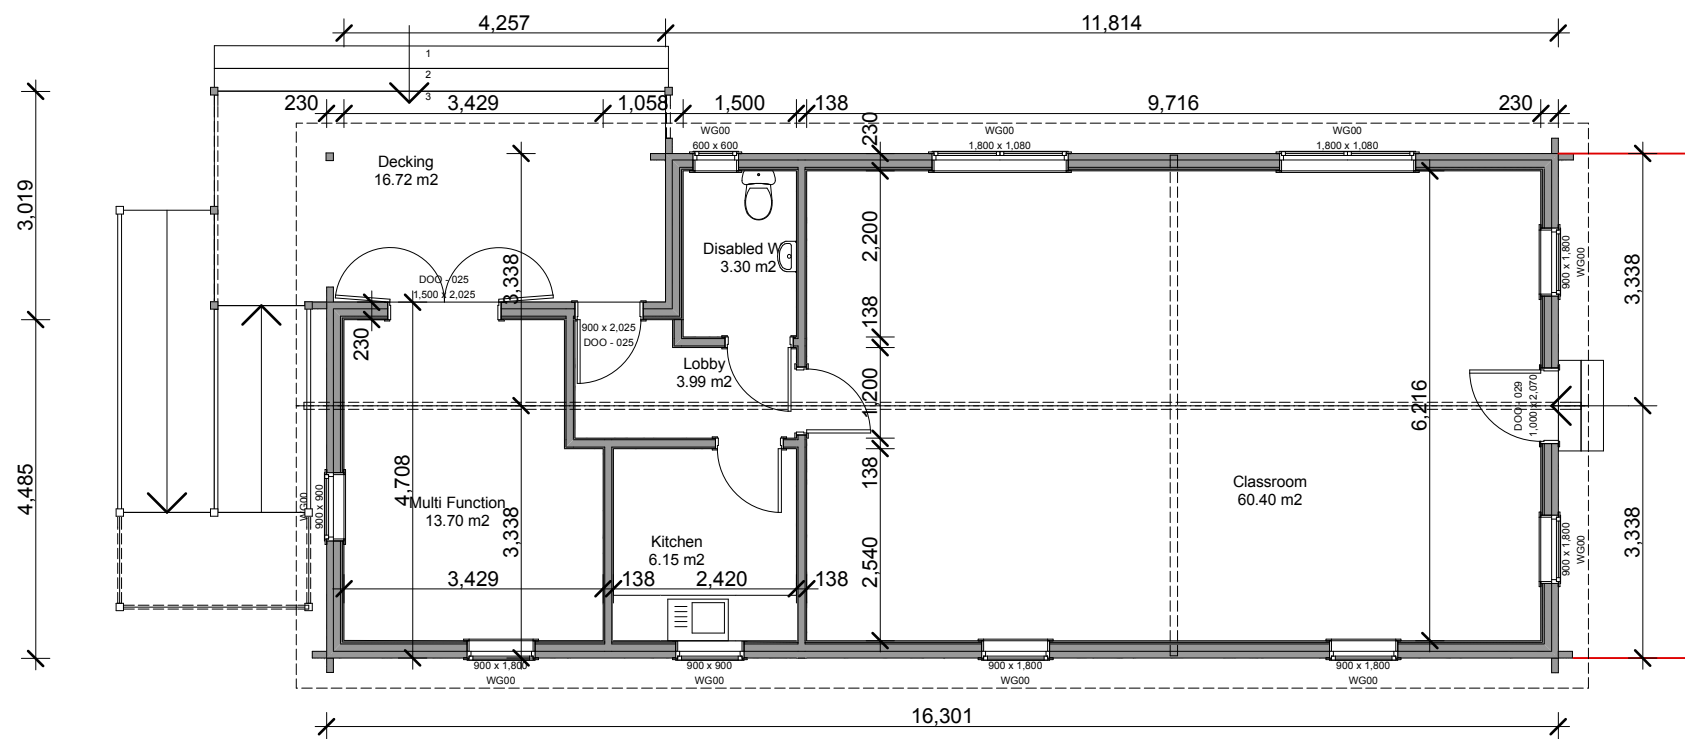 4,257
11,814
1
2
3
230
3,429
1,058
1,500
138
9,716
230
WG00
600 x 600
WG00
1,800 x 1,080
WG00
1,800 x 1,080
230
Decking
16.72 m2
3,019
3,338
2,200
Disabled W
3.30 m2
900 x 1,800
WG00
3,338
DOO - 025
1,500 x 2,025
230
900 x 2,025
DOO - 025
138
Lobby
3.99 m2
1,200
6,216
DOO - 029
1,000 x 2,070
4,485
4,708
138
Multi Function
13.70 m2
Classroom
60.40 m2
WG00
900 x 900
3,338
Kitchen
6.15 m2
2,540
900 x 1,800
WG00
3,338
3,429
138
2,420
138
900 x 1,800
WG00
900 x 900
WG00
900 x 1,800
WG00
900 x 1,800
WG00
16,301